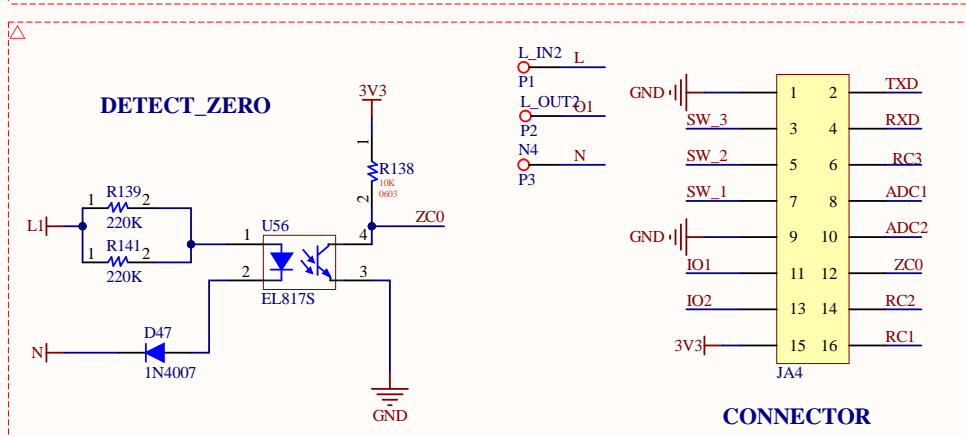 DETECT_ZERO
3V3
1
R138
10K
0603
2
ZC0
R139
1 2
220K
L1
R141
1 2
220K
U56
1 4
2 3
EL817S
D47
N
1N4007
GND
L_IN2 L
P1
L_OUT2 O1
P2
N4 N
P3
GND 1 2 TXD
SW_3 3 4 RXD
SW_2 5 6 RC3
SW_1 7 8 ADC1
GND 9 10 ADC2
IO1 11 12 ZC0
IO2 13 14 RC2
3V3 15 16 RC1
JA4
CONNECTOR